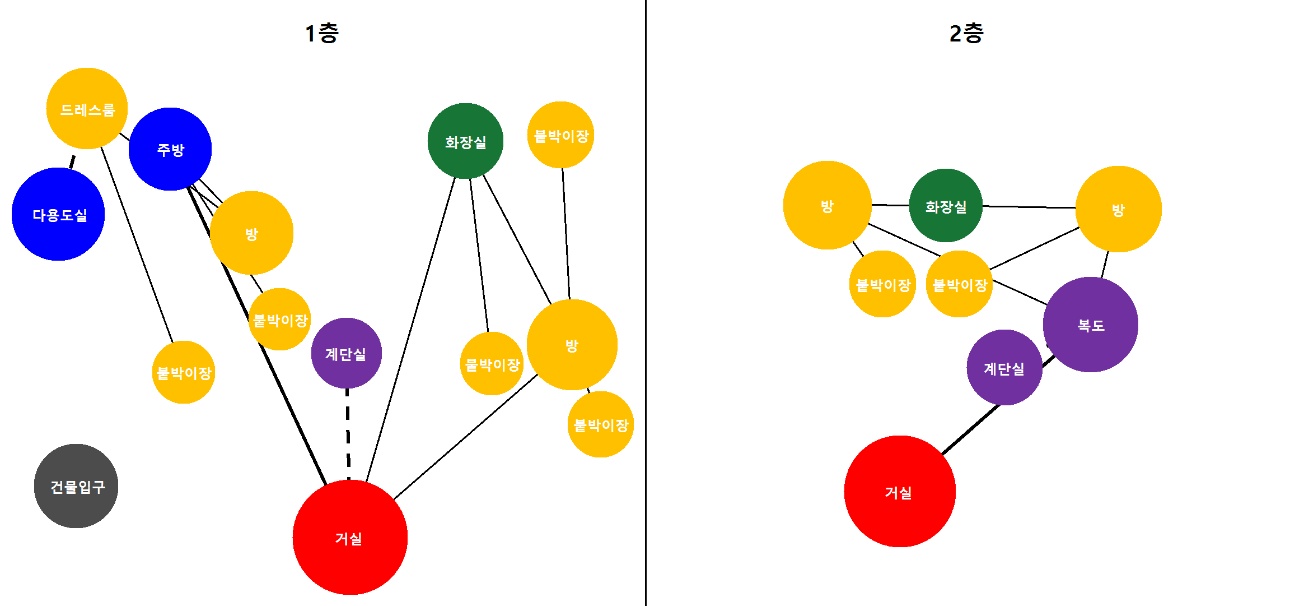 1층
드레스룸
주방
화장실
붙박이장
다용도실
방
붙박이장
계단실
방
붙박이장
붙박이장
붙박이장
건물입구
거실
2층
방
화장실
방
붙박이장
붙박이장
복도
계단실
거실